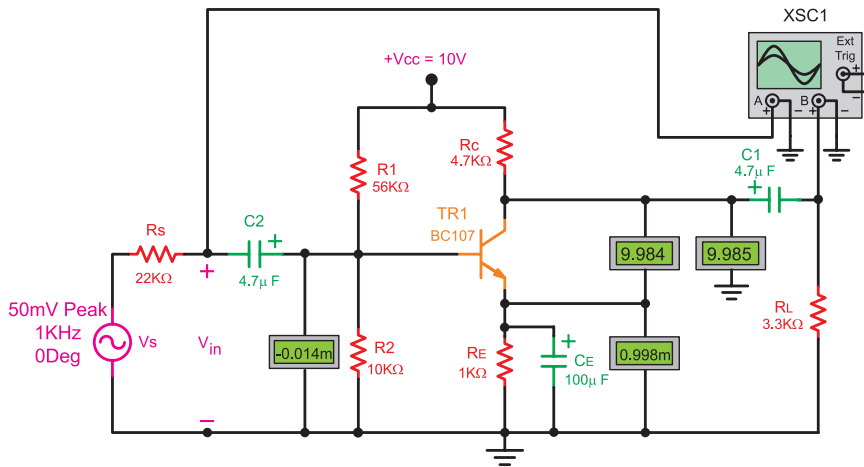 XSC1
Ext
Trig
+
−
A
B
+
−
+
−
+Vcc = 10V
Rc
4.7KΩ
R1
56KΩ
C1
4.7μ F
+
TR1
BC107
Rs
22KΩ
C2
+
4.7μ F
9.984
9.985
50mV Peak
1KHz
0Deg
Vs
+
Vin
−
-0.014m
R2
10KΩ
RE
1KΩ
+
CE
100μ F
0.998m
RL
3.3KΩ